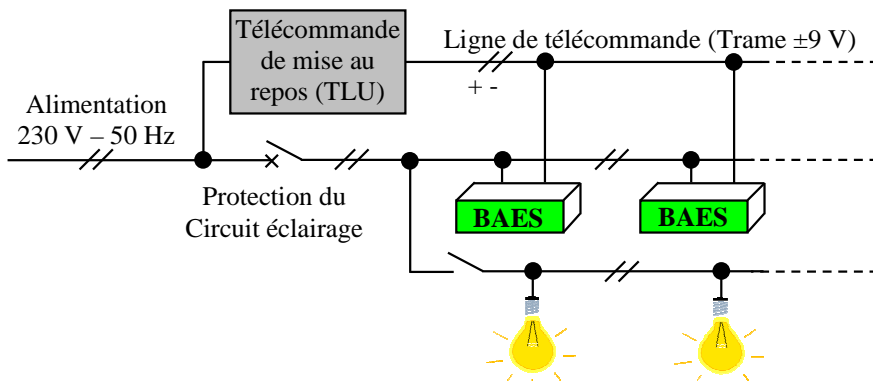 Télécommande
de mise au
repos (TLU)
Ligne de télécommande (Trame ±9 V)
+ -
Alimentation
230 V – 50 Hz
Protection du
Circuit éclairage
BAES
BAES